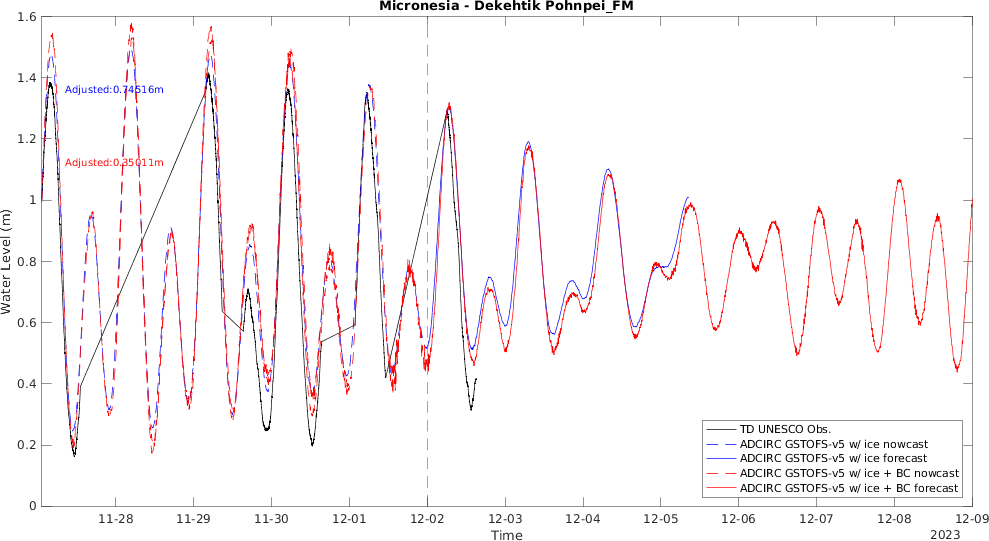 Micronesia - Dekehtik Pohnpei_FM
Water Level (m)
1.6
1.4
1.2
1
0.8
0.6
0.4
0.2
0
Adjusted:0.74516m
Adjusted:0.35011m
TD UNESCO Obs.
ADCIRC GSTOFS-v5 w/ ice nowcast
ADCIRC GSTOFS-v5 w/ ice forecast
ADCIRC GSTOFS-v5 w/ ice + BC nowcast
ADCIRC GSTOFS-v5 w/ ice + BC forecast
11-28 11-29 11-30 12-01 12-02 12-03 12-04 12-05 12-06 12-07 12-08 12-09
Time
2023